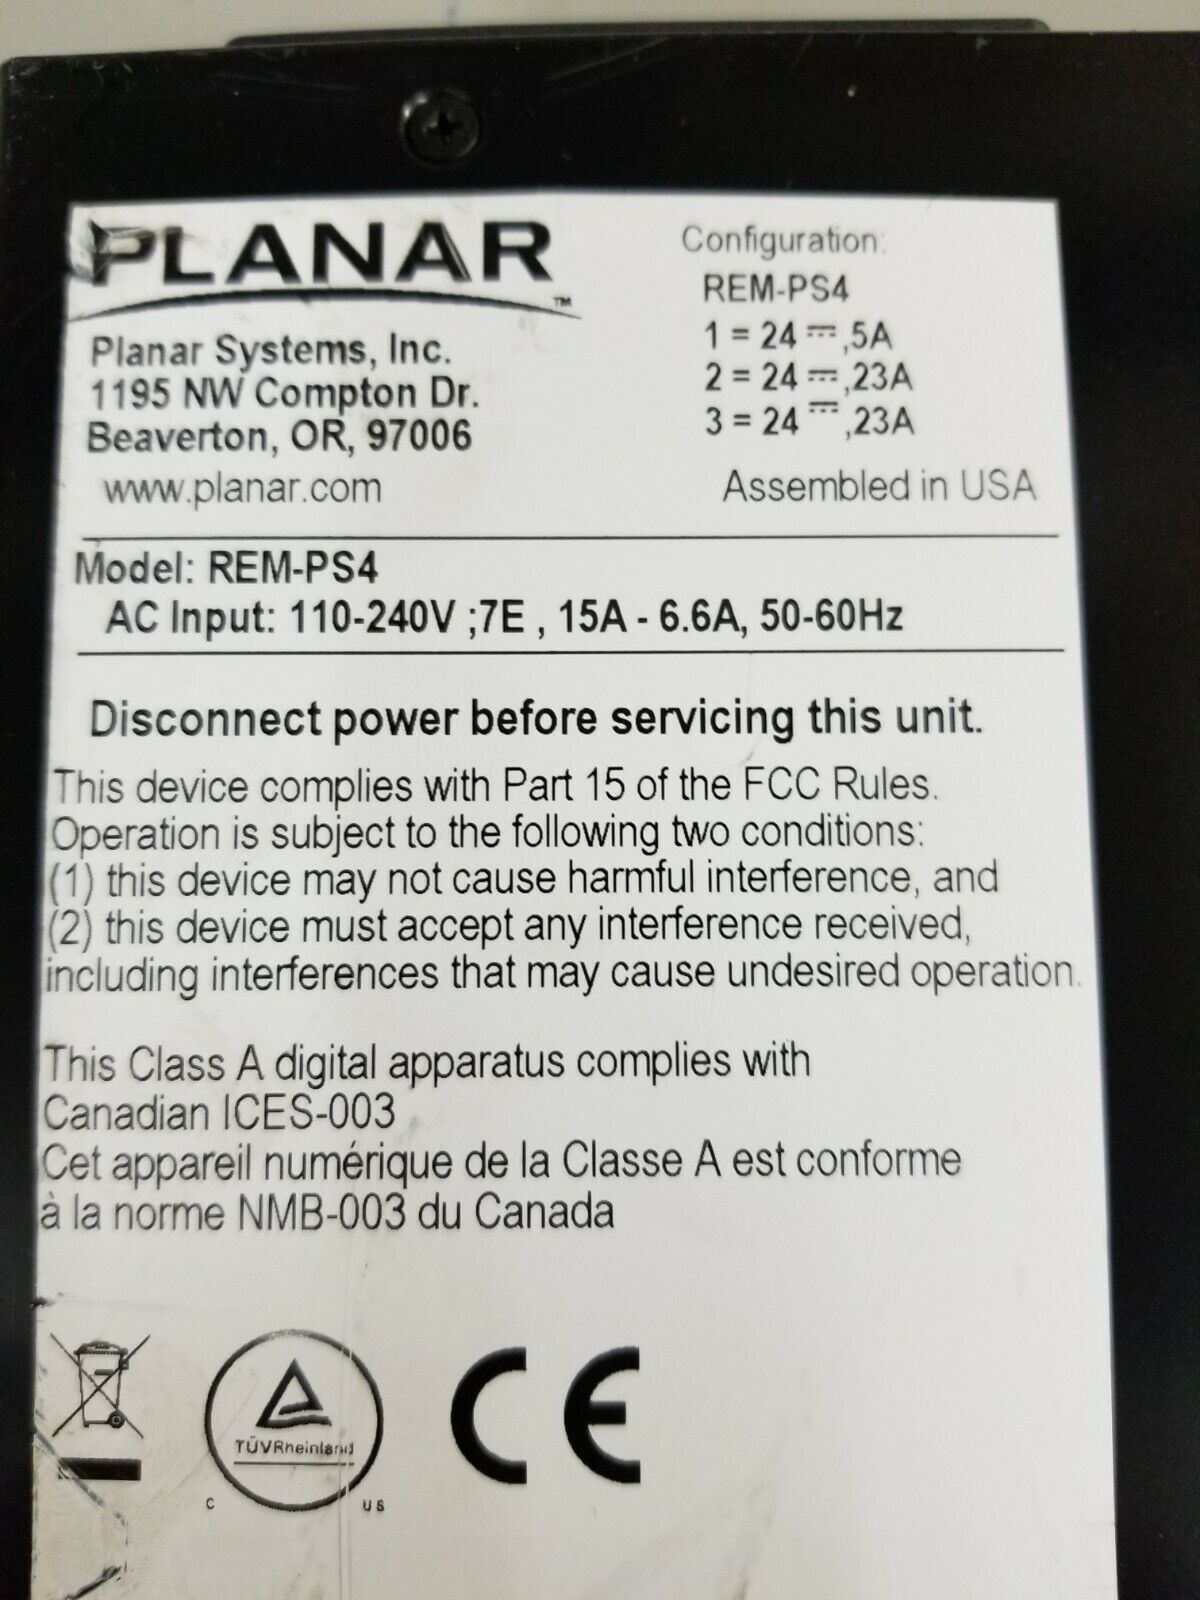 PLANAR™
Planar Systems, Inc.
1195 NW Compton Dr.
Beaverton, OR, 97006
www.planar.com
Configuration:
REM-PS4
1 = 24 ⎓,5A
2 = 24 ⎓,23A
3 = 24 ⎓,23A
Assembled in USA
Model: REM-PS4
AC Input: 110-240V ;7E , 15A - 6.6A, 50-60Hz
Disconnect power before servicing this unit.
This device complies with Part 15 of the FCC Rules.
Operation is subject to the following two conditions:
(1) this device may not cause harmful interference, and
(2) this device must accept any interference received,
including interferences that may cause undesired operation.
This Class A digital apparatus complies with
Canadian ICES-003
Cet appareil numérique de la Classe A est conforme
à la norme NMB-003 du Canada
TÜVRheinland
C US
CE